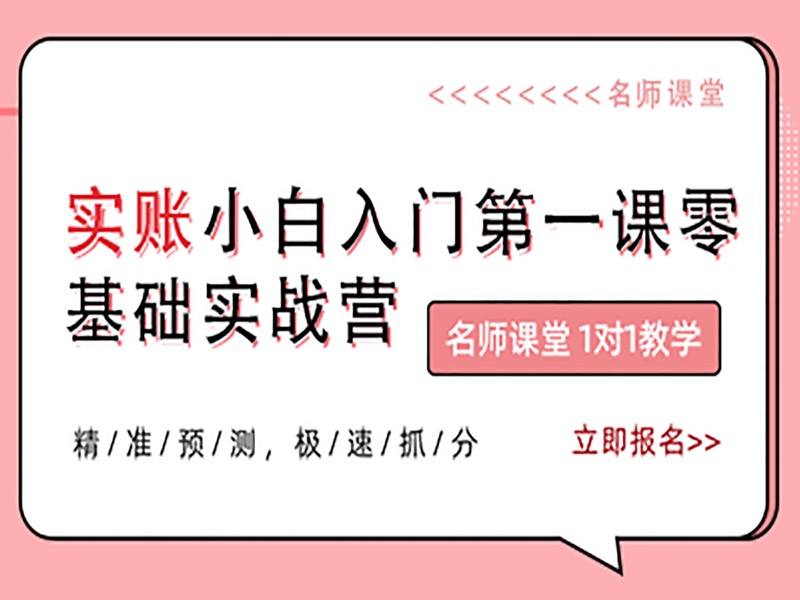 <<<<<<<<名师课堂
实账小白入门第一课零
基础实战营
名师课堂 1对1教学
精/准/预/测，极/速/抓/分
立即报名>>